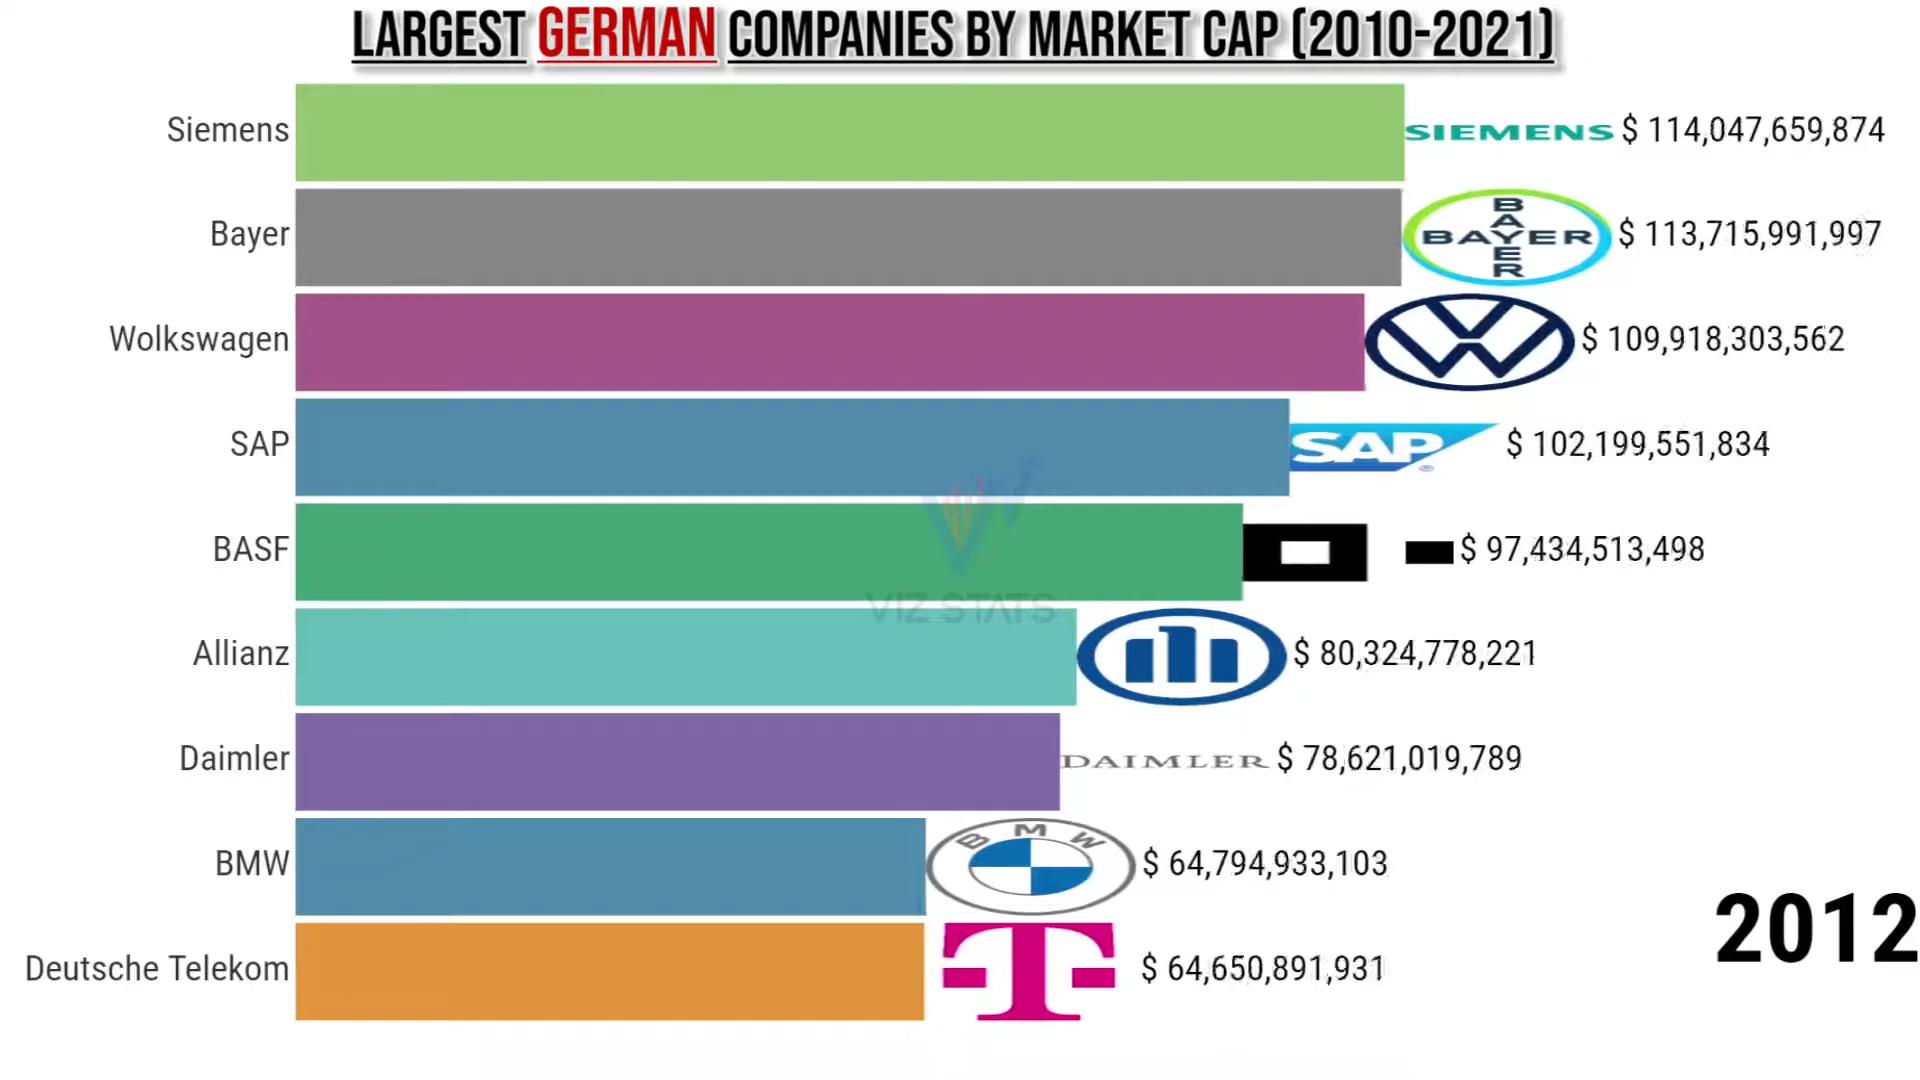 LARGEST GERMAN COMPANIES BY MARKET CAP (2010-2021)
Siemens SIEMENS $ 114,047,659,874
Bayer BAYER BAYER $ 113,715,991,997
Wolkswagen $ 109,918,303,562
SAP SAP ® $ 102,199,551,834
BASF $ 97,434,513,498
VIZ STATS
Allianz $ 80,324,778,221
Daimler DAIMLER $ 78,621,019,789
BMW BMW $ 64,794,933,103
2012
Deutsche Telekom T $ 64,650,891,931